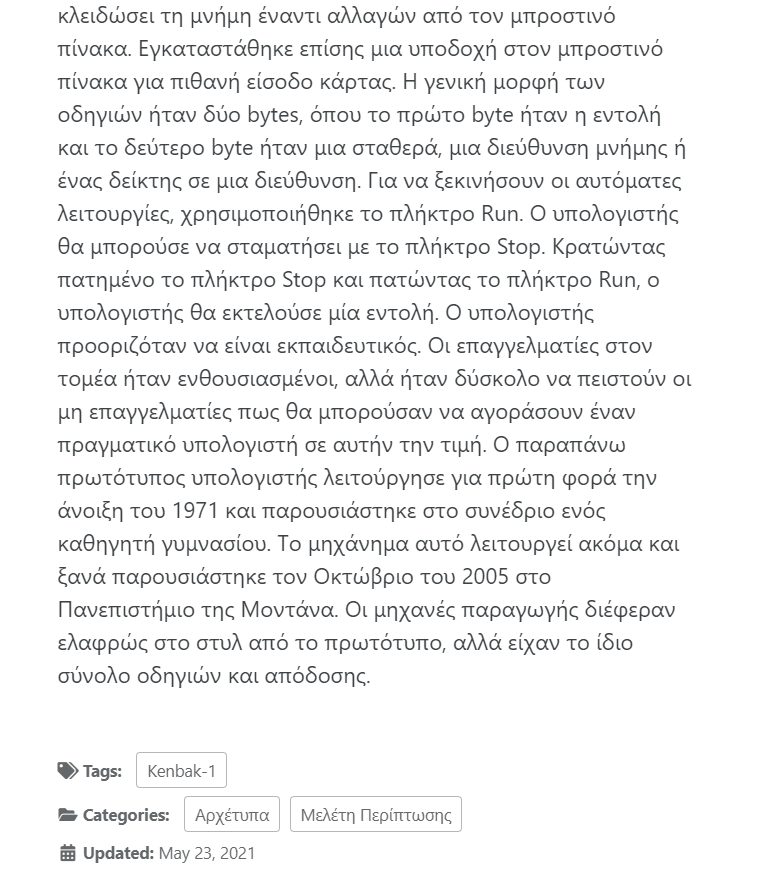 κλειδώσει τη μνήμη έναντι αλλαγών από τον μπροστινό
πίνακα. Εγκαταστάθηκε επίσης μια υποδοχή στον μπροστινό
πίνακα για πιθανή είσοδο κάρτας. Η γενική μορφή των
οδηγιών ήταν δύο bytes, όπου το πρώτο byte ήταν η εντολή
και το δεύτερο byte ήταν μια σταθερά, μια διεύθυνση μνήμης ή
ένας δείκτης σε μια διεύθυνση. Για να ξεκινήσουν οι αυτόματες
λειτουργίες, χρησιμοποιήθηκε το πλήκτρο Run. Ο υπολογιστής
θα μπορούσε να σταματήσει με το πλήκτρο Stop. Κρατώντας
πατημένο το πλήκτρο Stop και πατώντας το πλήκτρο Run, ο
υπολογιστής θα εκτελούσε μία εντολή. Ο υπολογιστής
προοριζόταν να είναι εκπαιδευτικός. Οι επαγγελματίες στον
τομέα ήταν ενθουσιασμένοι, αλλά ήταν δύσκολο να πειστούν οι
μη επαγγελματίες πως θα μπορούσαν να αγοράσουν έναν
πραγματικό υπολογιστή σε αυτήν την τιμή. Ο παραπάνω
πρωτότυπος υπολογιστής λειτούργησε για πρώτη φορά την
άνοιξη του 1971 και παρουσιάστηκε στο συνέδριο ενός
καθηγητή γυμνασίου. Το μηχάνημα αυτό λειτουργεί ακόμα και
ξανά παρουσιάστηκε τον Οκτώβριο του 2005 στο
Πανεπιστήμιο της Μοντάνα. Οι μηχανές παραγωγής διέφεραν
ελαφρώς στο στυλ από το πρωτότυπο, αλλά είχαν το ίδιο
σύνολο οδηγιών και απόδοσης.
Tags: Kenbak-1
Categories: Αρχέτυπα Μελέτη Περίπτωσης
Updated: May 23, 2021